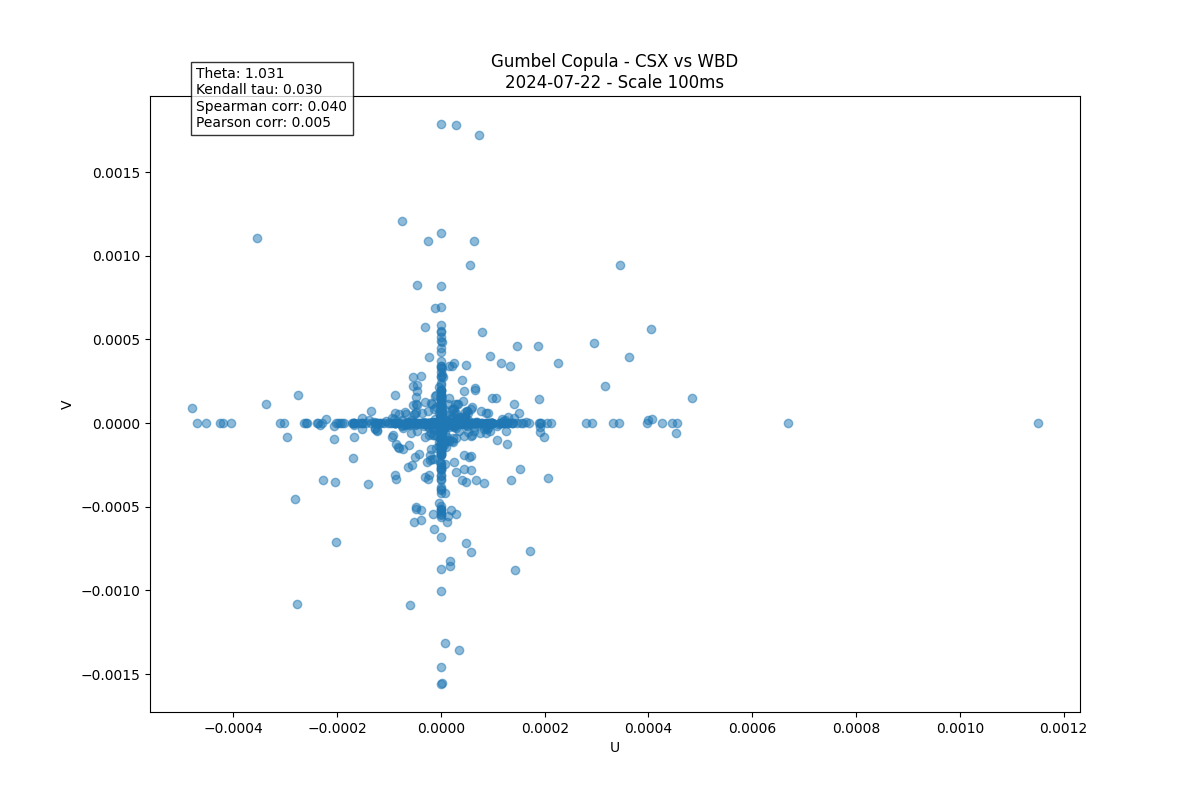 Gumbel Copula - CSX vs WBD
2024-07-22 - Scale 100ms
Theta: 1.031
Kendall tau: 0.030
Spearman corr: 0.040
Pearson corr: 0.005
V
0.0015
0.0010
0.0005
0.0000
−0.0005
−0.0010
−0.0015
−0.0004
−0.0002
0.0000
0.0002
0.0004
0.0006
0.0008
0.0010
0.0012
U